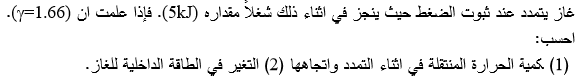 غاز يتمدد عند ثبوت الضغط حيث ينجز في اثناء ذلك شغلاً مقداره (5kJ). فإذا علمت ان (γ=1.66).
احسب:
(1) كمية الحرارة المنتقلة في اثناء التمدد واتجاهها (2) التغير في الطاقة الداخلية للغاز.